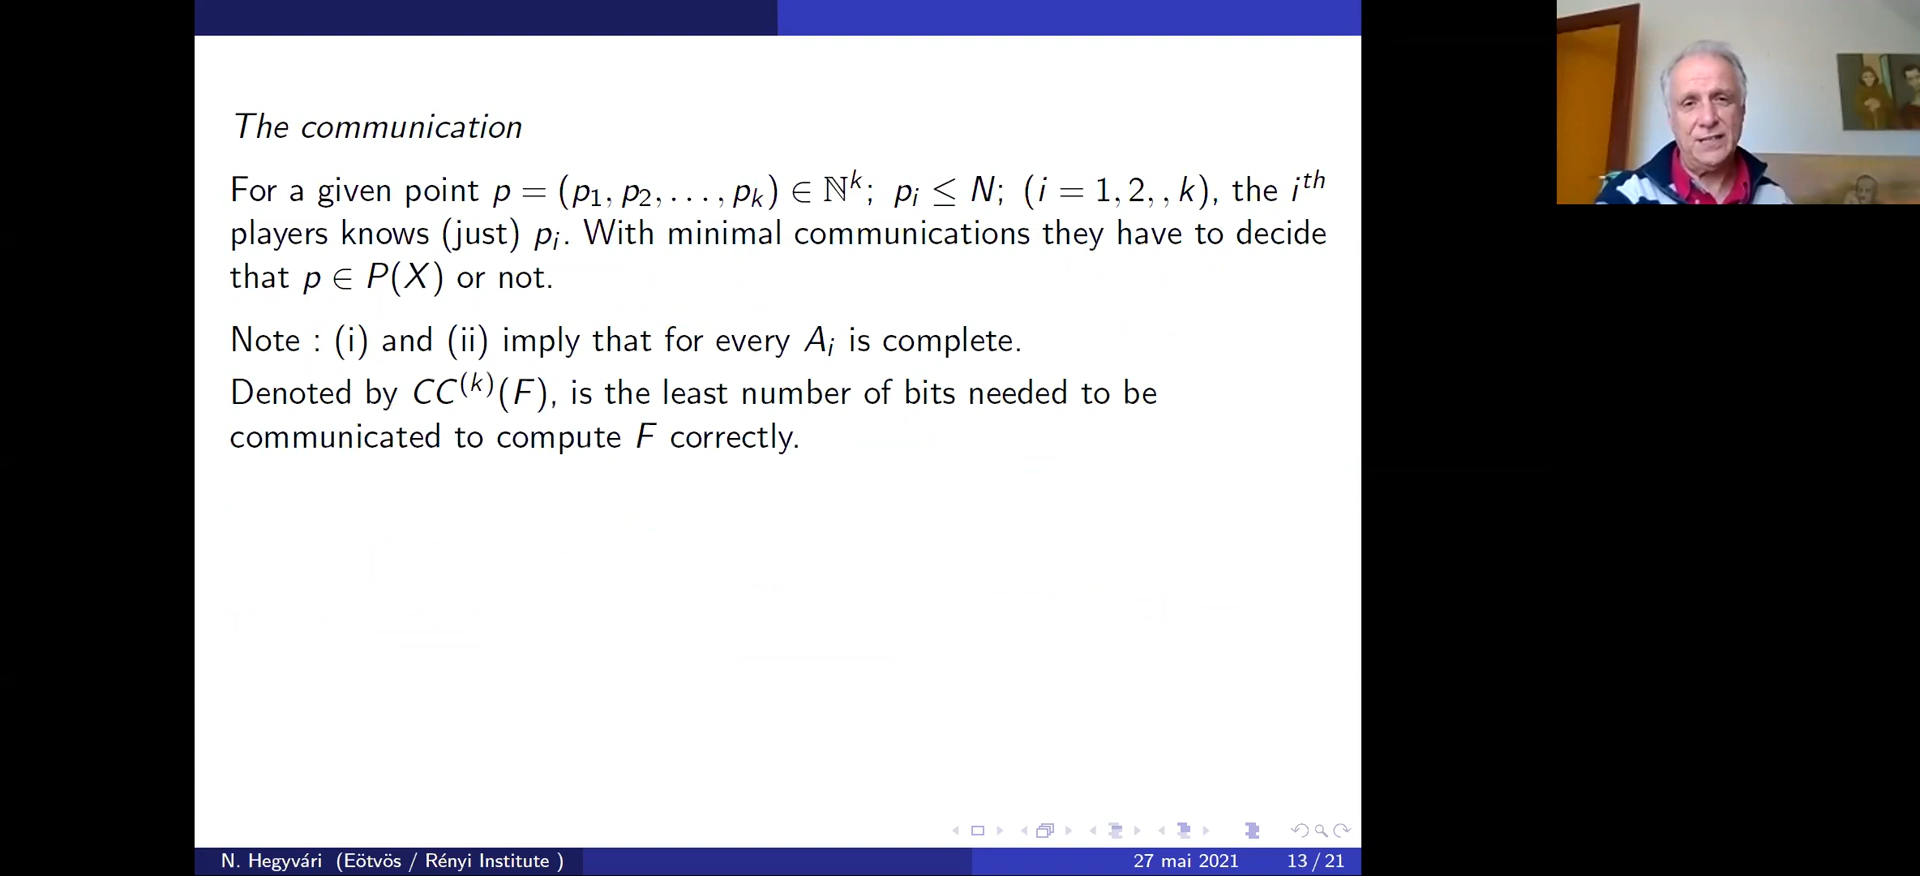 The communication
For a given point p = (p₁, p₂, . . . , pₖ) ∈ ℕᵏ; pᵢ ≤ N; (i = 1, 2, , k), the iᵗʰ
players knows (just) pᵢ. With minimal communications they have to decide
that p ∈ P(X) or not.
Note : (i) and (ii) imply that for every Aᵢ is complete.
Denoted by CC⁽ᵏ⁾(F), is the least number of bits needed to be
communicated to compute F correctly.
N. Hegyvári (Eötvös / Rényi Institute ) 27 mai 2021 13 / 21